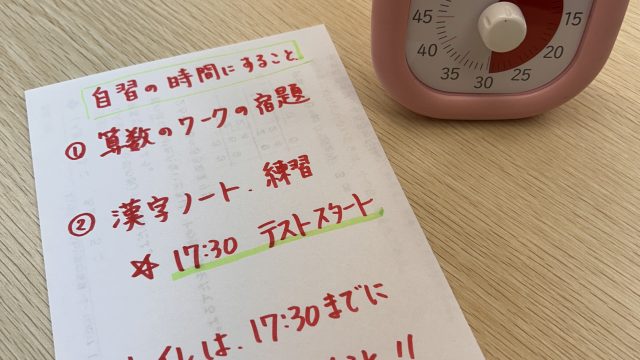 自習の時間にすること
① 算数のワークの宿題
② 漢字ノート. 練習
☆ 17:30 テストスタート
トイレは、17:30までに
!!
45
40
35
30
25
20
15